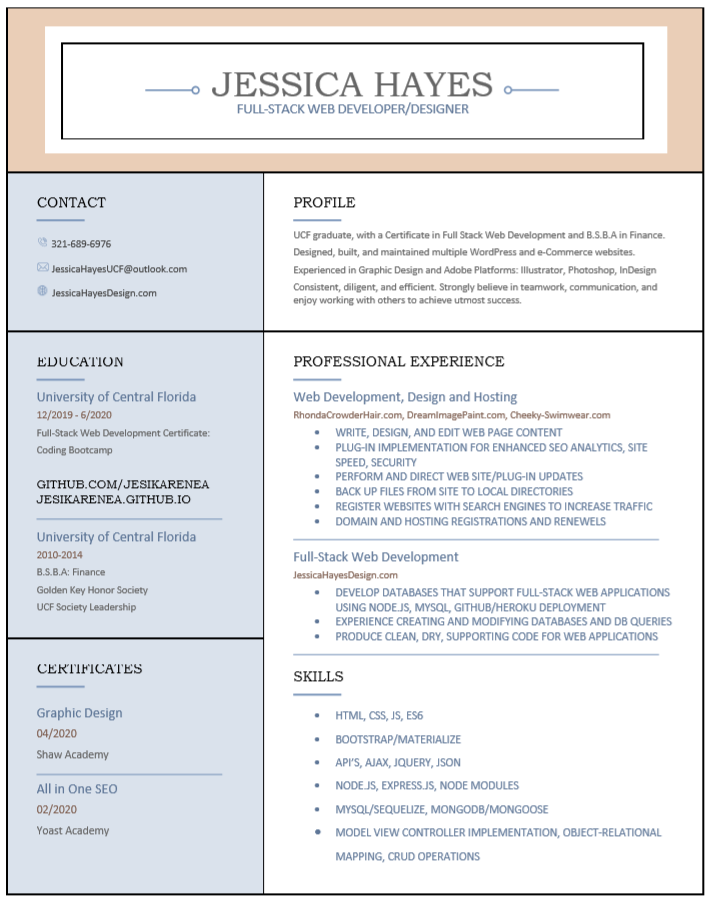 JESSICA HAYES
FULL-STACK WEB DEVELOPER/DESIGNER
CONTACT
321-689-6976
JessicaHayesUCF@outlook.com
JessicaHayesDesign.com
PROFILE
UCF graduate, with a Certificate in Full Stack Web Development and B.S.B.A in Finance.
Designed, built, and maintained multiple WordPress and e-Commerce websites.
Experienced in Graphic Design and Adobe Platforms: Illustrator, Photoshop, InDesign
Consistent, diligent, and efficient. Strongly believe in teamwork, communication, and
enjoy working with others to achieve utmost success.
EDUCATION
University of Central Florida
12/2019 - 6/2020
Full-Stack Web Development Certificate:
Coding Bootcamp
GITHUB.COM/JESIKARENEA
JESIKARENEA.GITHUB.IO
University of Central Florida
2010-2014
B.S.B.A: Finance
Golden Key Honor Society
UCF Society Leadership
CERTIFICATES
Graphic Design
04/2020
Shaw Academy
All in One SEO
02/2020
Yoast Academy
PROFESSIONAL EXPERIENCE
Web Development, Design and Hosting
RhondaCrowderHair.com, DreamImagePaint.com, Cheeky-Swimwear.com
• WRITE, DESIGN, AND EDIT WEB PAGE CONTENT
• PLUG-IN IMPLEMENTATION FOR ENHANCED SEO ANALYTICS, SITE
SPEED, SECURITY
• PERFORM AND DIRECT WEB SITE/PLUG-IN UPDATES
• BACK UP FILES FROM SITE TO LOCAL DIRECTORIES
• REGISTER WEBSITES WITH SEARCH ENGINES TO INCREASE TRAFFIC
• DOMAIN AND HOSTING REGISTRATIONS AND RENEWELS
Full-Stack Web Development
JessicaHayesDesign.com
• DEVELOP DATABASES THAT SUPPORT FULL-STACK WEB APPLICATIONS
USING NODE.JS, MYSQL, GITHUB/HEROKU DEPLOYMENT
• EXPERIENCE CREATING AND MODIFYING DATABASES AND DB QUERIES
• PRODUCE CLEAN, DRY, SUPPORTING CODE FOR WEB APPLICATIONS
SKILLS
• HTML, CSS, JS, ES6
• BOOTSTRAP/MATERIALIZE
• API'S, AJAX, JQUERY, JSON
• NODE.JS, EXPRESS.JS, NODE MODULES
• MYSQL/SEQUELIZE, MONGODB/MONGOOSE
• MODEL VIEW CONTROLLER IMPLEMENTATION, OBJECT-RELATIONAL
MAPPING, CRUD OPERATIONS